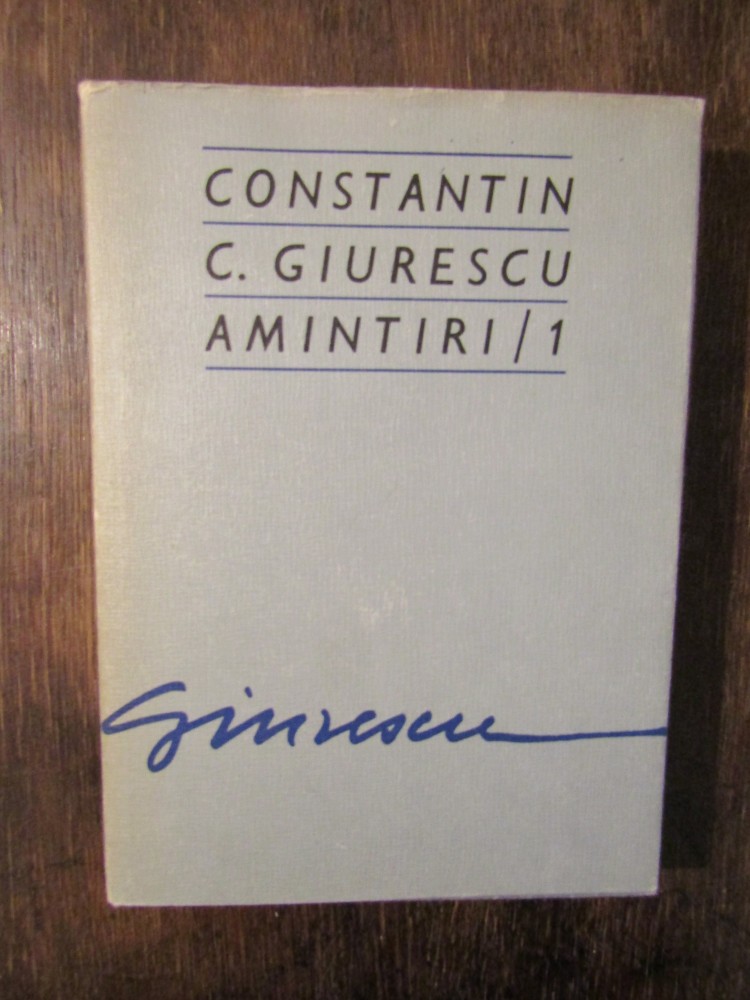 CONSTANTIN
C. GIURESCU
AMINTIRI/1
Giurescu